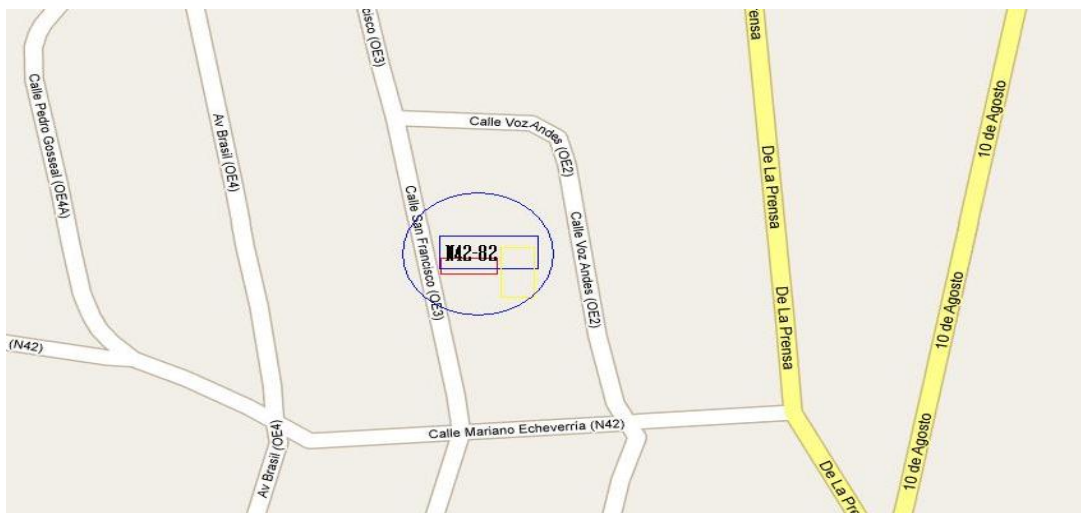 cisco (OE3)
Calle Pedro Gosseal (OE4A)
Av Brasil (OE4)
Calle Voz Andes (OE2)
rensa
10 de Agosto
De La Prensa
Calle San Francisco (OE3)
N42-82
Calle Voz Andes (OE2)
De La Prensa
10 de Agosto
(N42)
Calle Mariano Echeverria (N42)
Av Brasil (OE4)
De La Pre
10 de Agosto